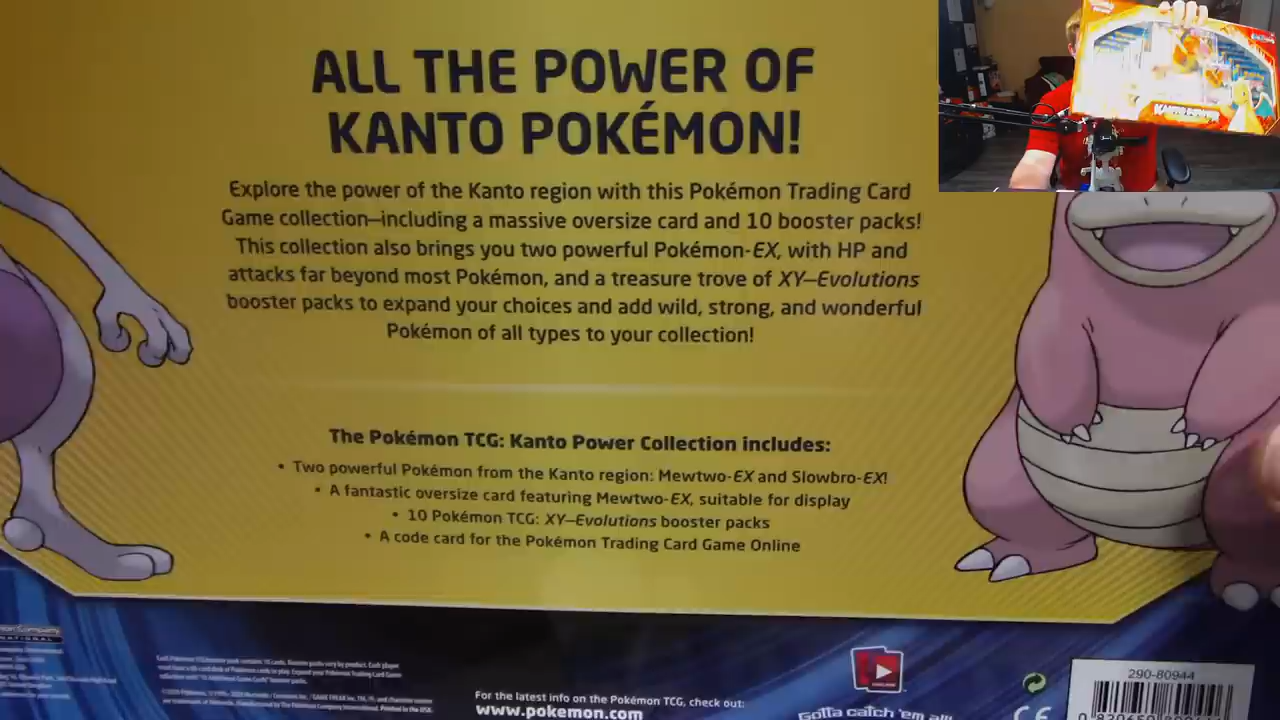 ALL THE POWER OF
KANTO POKÉMON!
Explore the power of the Kanto region with this Pokémon Trading Card
Game collection—including a massive oversize card and 10 booster packs!
This collection also brings you two powerful Pokémon-EX, with HP and
attacks far beyond most Pokémon, and a treasure trove of XY—Evolutions
booster packs to expand your choices and add wild, strong, and wonderful
Pokémon of all types to your collection!
The Pokémon TCG: Kanto Power Collection includes:
• Two powerful Pokémon from the Kanto region: Mewtwo-EX and Slowbro-EX!
• A fantastic oversize card featuring Mewtwo-EX, suitable for display
• 10 Pokémon TCG: XY—Evolutions booster packs
• A code card for the Pokémon Trading Card Game Online
For the latest info on the Pokémon TCG, check out:
www.pokemon.com
Gotta catch 'em all!
CE
290-80944
KANTO POWER